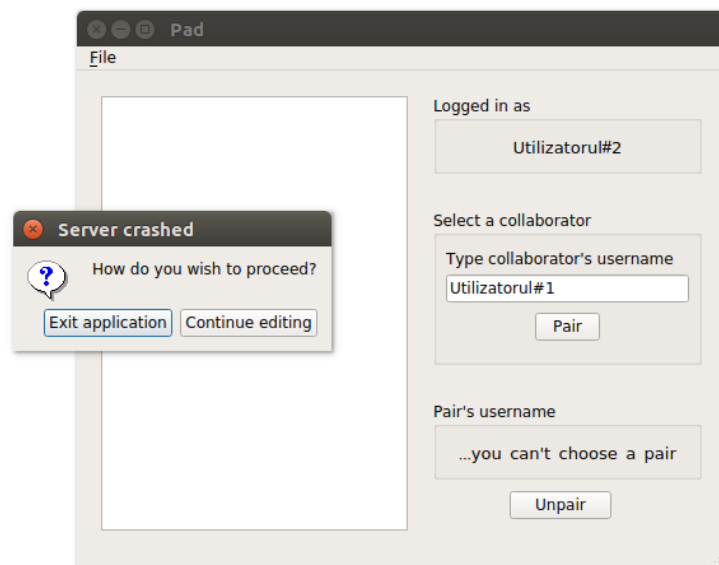 Pad
File
Logged in as
Utilizatorul#2
Server crashed
How do you wish to proceed?
Exit application
Continue editing
Select a collaborator
Type collaborator's username
Utilizatorul#1
Pair
Pair's username
...you can't choose a pair
Unpair